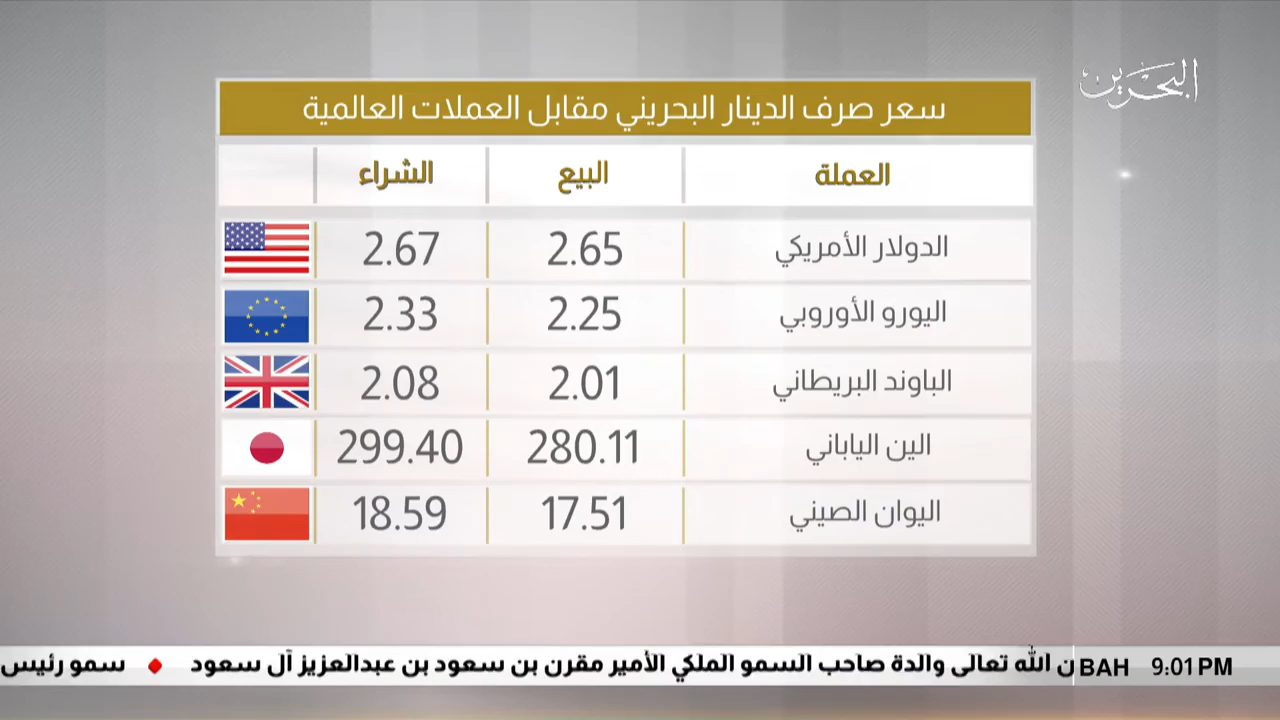 البحرين
سعر صرف الدينار البحريني مقابل العملات العالمية
العملة البيع الشراء
الدولار الأمريكي 2.65 2.67
اليورو الأوروبي 2.25 2.33
الباوند البريطاني 2.01 2.08
الين الياباني 280.11 299.40
اليوان الصيني 17.51 18.59
BAH 9:01 PM
ن الله تعالى والدة صاحب السمو الملكي الأمير مقرن بن سعود بن عبدالعزيز آل سعود ♦ سمو رئيس